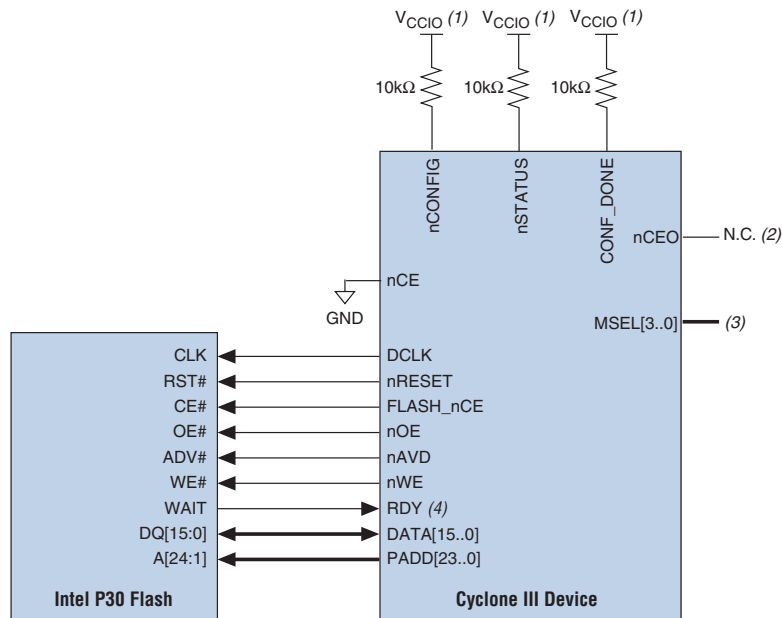 VCCIO (1) VCCIO (1) VCCIO (1)
10kΩ 10kΩ 10kΩ
nCONFIG
nSTATUS
CONF_DONE
nCEO N.C. (2)
nCE
GND
MSEL[3..0] (3)
CLK DCLK
RST# nRESET
CE# FLASH_nCE
OE# nOE
ADV# nAVD
WE# nWE
WAIT RDY (4)
DQ[15:0] DATA[15..0]
A[24:1] PADD[23..0]
Intel P30 Flash Cyclone III Device